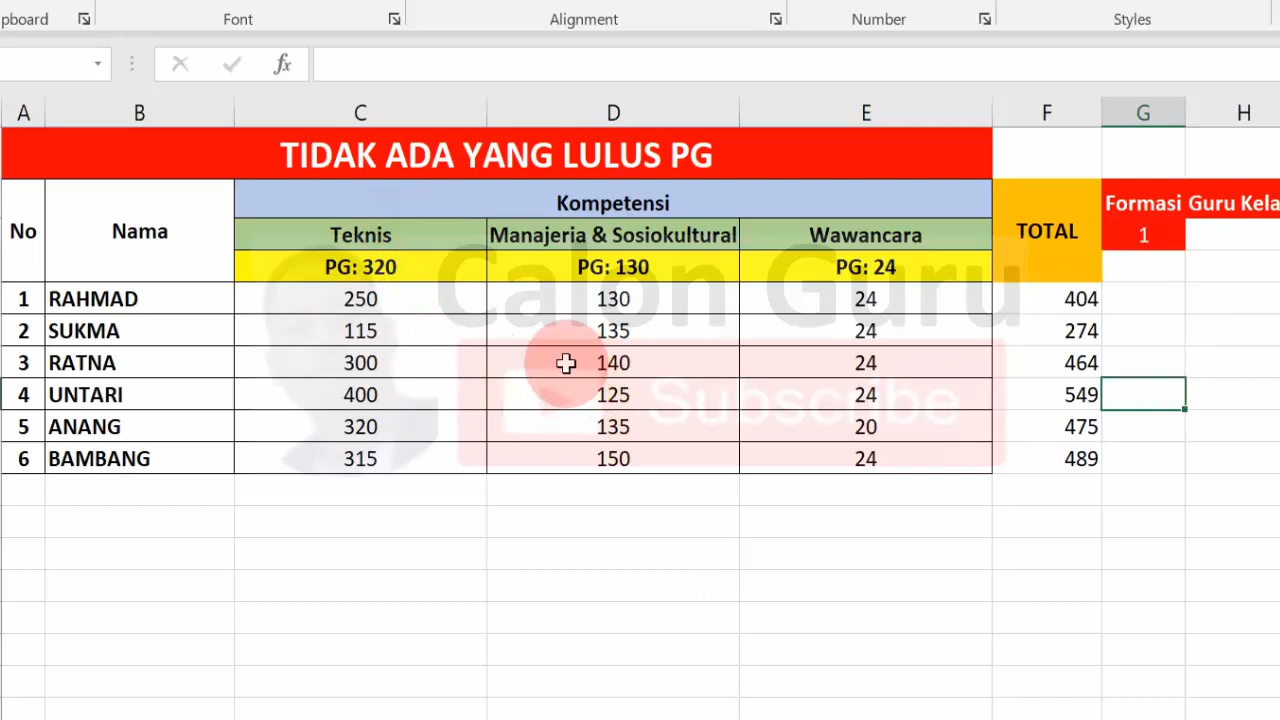 pboard Font Alignment Number Styles
fx
A B C D E F G H
TIDAK ADA YANG LULUS PG
No Nama Kompetensi TOTAL Formasi Guru Kela
Teknis Manajeria & Sosiokultural Wawancara 1
PG: 320 PG: 130 PG: 24
1 RAHMAD 250 130 24 404
2 SUKMA 115 135 24 274
3 RATNA 300 140 24 464
4 UNTARI 400 125 24 549
5 ANANG 320 135 20 475
6 BAMBANG 315 150 24 489
Calon Guru
Subscribe